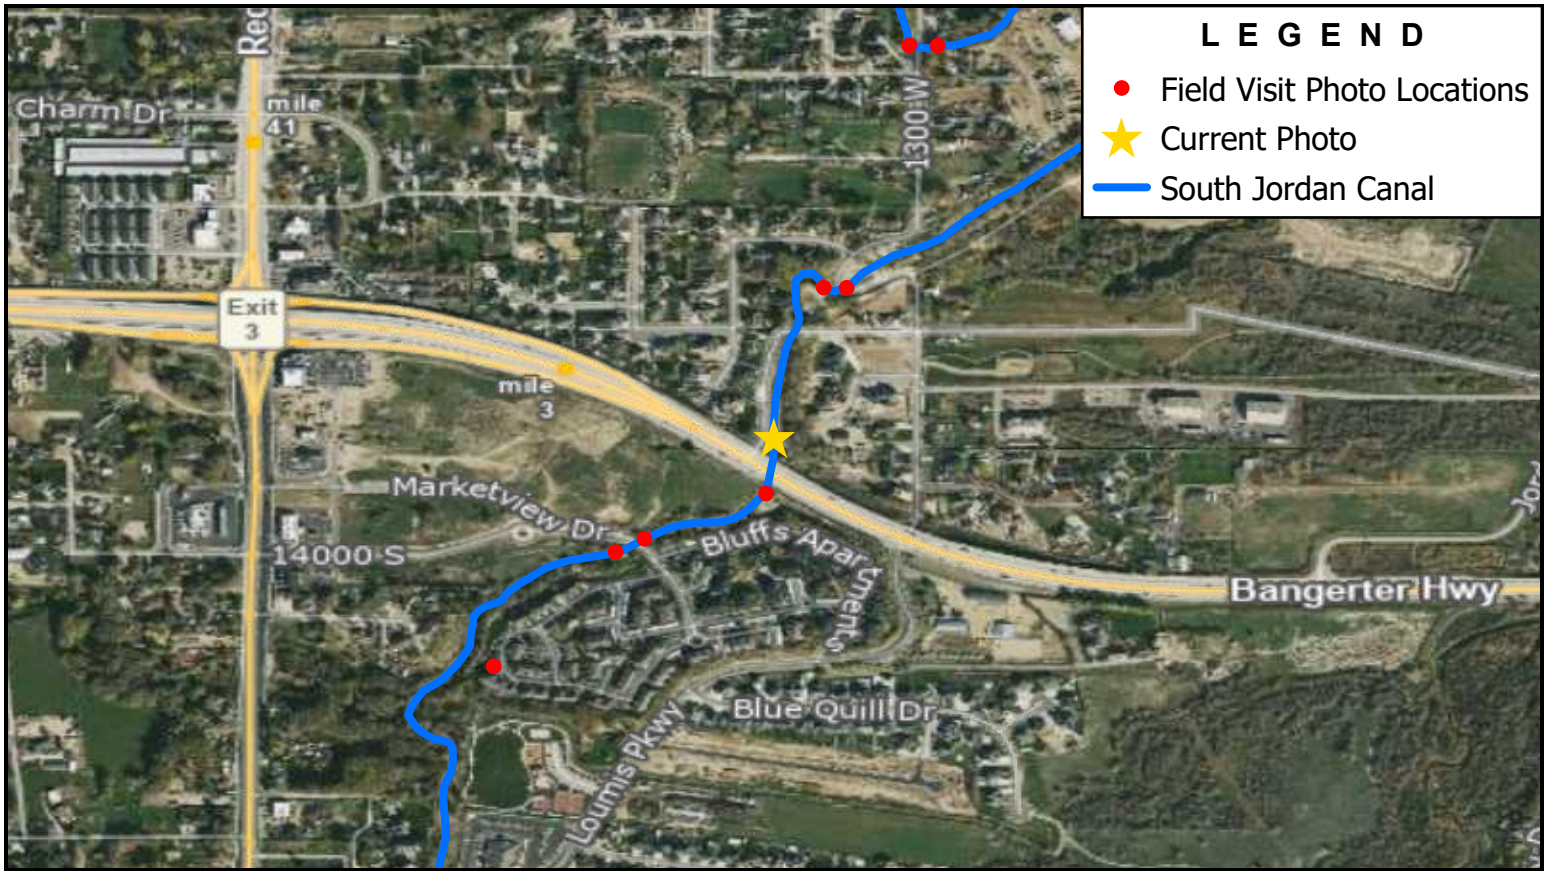 LEGEND
Field Visit Photo Locations
Current Photo
South Jordan Canal
Charm Dr
mile
41
1300 W
Exit
3
mile
3
Marketview Dr
14000 S
Bluffs Apartments
Bangerter Hwy
Blue Quill Dr
Loumis Pkwy